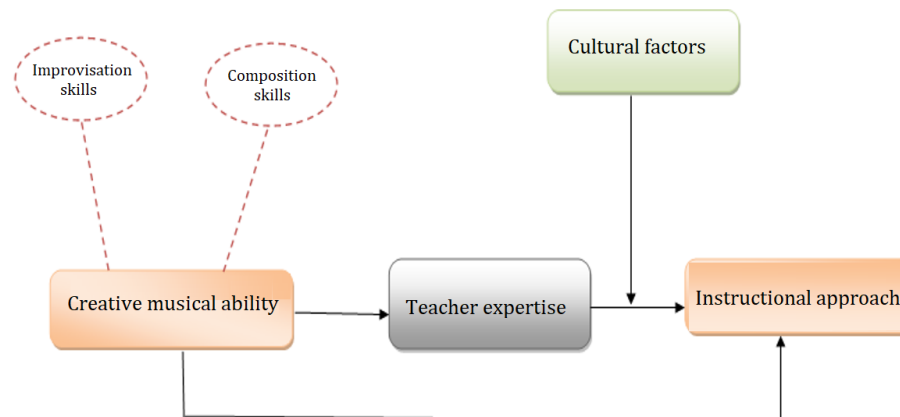 Cultural factors
Improvisation
skills
Composition
skills
Creative musical ability
Teacher expertise
Instructional approach